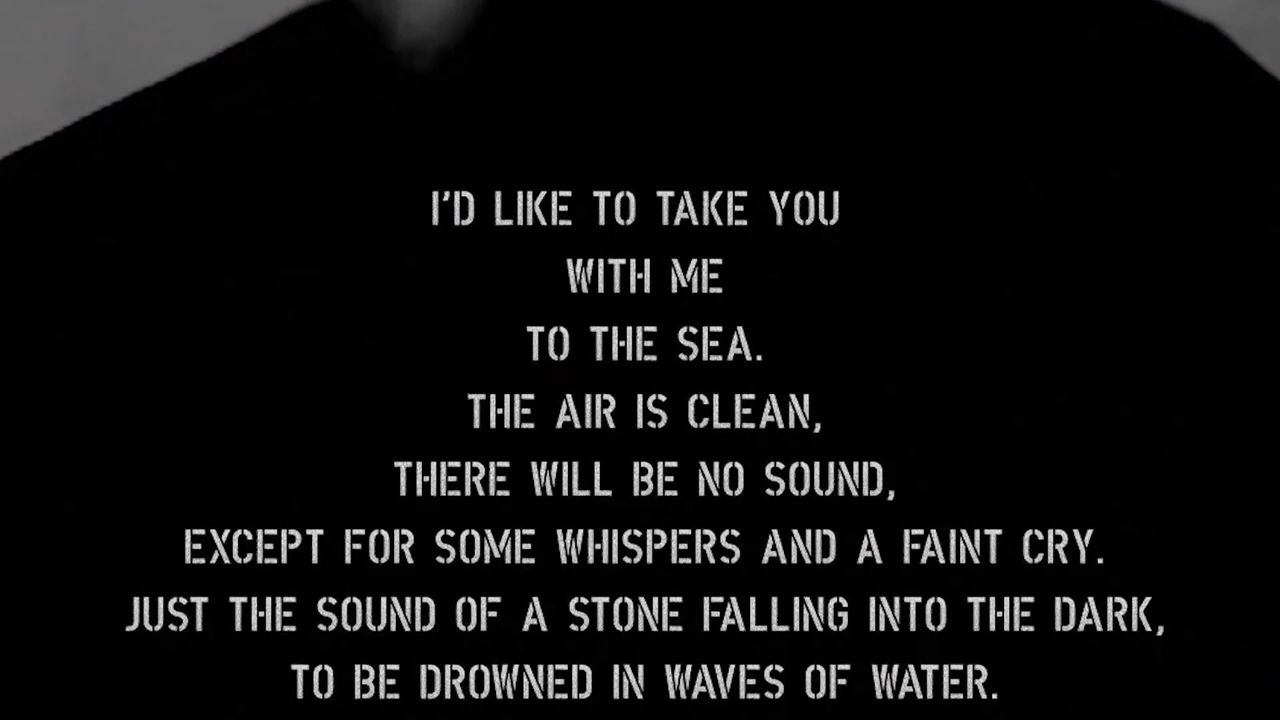 I'D LIKE TO TAKE YOU
WITH ME
TO THE SEA.
THE AIR IS CLEAN,
THERE WILL BE NO SOUND,
EXCEPT FOR SOME WHISPERS AND A FAINT CRY.
JUST THE SOUND OF A STONE FALLING INTO THE DARK,
TO BE DROWNED IN WAVES OF WATER.